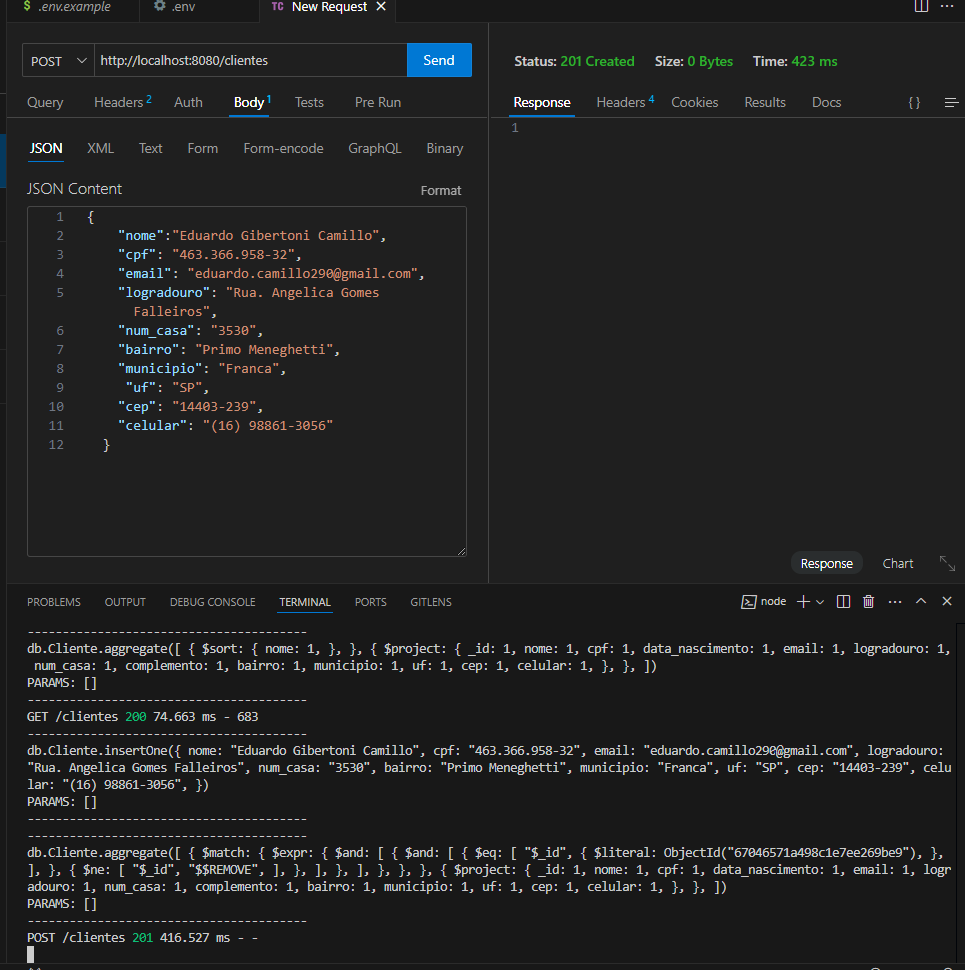 $ .env.example
.env
TC New Request
POST
http://localhost:8080/clientes
Send
Query
Headers 2
Auth
Body 1
Tests
Pre Run
JSON
XML
Text
Form
Form-encode
GraphQL
Binary
JSON Content
Format
1 {
2 "nome":"Eduardo Gibertoni Camillo",
3 "cpf": "463.366.958-32",
4 "email": "eduardo.camillo290@gmail.com",
5 "logradouro": "Rua. Angelica Gomes
Falleiros",
6 "num_casa": "3530",
7 "bairro": "Primo Meneghetti",
8 "municipio": "Franca",
9 "uf": "SP",
10 "cep": "14403-239",
11 "celular": "(16) 98861-3056"
12 }
Status: 201 Created Size: 0 Bytes Time: 423 ms
Response
Headers 4
Cookies
Results
Docs
{ }
1
Response
Chart
PROBLEMS
OUTPUT
DEBUG CONSOLE
TERMINAL
PORTS
GITLENS
node
----------------------------------------
db.Cliente.aggregate([ { $sort: { nome: 1, }, }, { $project: { _id: 1, nome: 1, cpf: 1, data_nascimento: 1, email: 1, logradouro: 1,
num_casa: 1, complemento: 1, bairro: 1, municipio: 1, uf: 1, cep: 1, celular: 1, }, }, ])
PARAMS: []
----------------------------------------
GET /clientes 200 74.663 ms - 683
----------------------------------------
db.Cliente.insertOne({ nome: "Eduardo Gibertoni Camillo", cpf: "463.366.958-32", email: "eduardo.camillo290@gmail.com", logradouro:
"Rua. Angelica Gomes Falleiros", num_casa: "3530", bairro: "Primo Meneghetti", municipio: "Franca", uf: "SP", cep: "14403-239", celu
lar: "(16) 98861-3056", })
PARAMS: []
----------------------------------------
----------------------------------------
db.Cliente.aggregate([ { $match: { $expr: { $and: [ { $and: [ { $eq: [ "$_id", { $literal: ObjectId("67046571a498c1e7ee269be9"), },
], }, { $ne: [ "$_id", "$$REMOVE", ], }, ], }, ], }, }, }, { $project: { _id: 1, nome: 1, cpf: 1, data_nascimento: 1, email: 1, logr
adouro: 1, num_casa: 1, complemento: 1, bairro: 1, municipio: 1, uf: 1, cep: 1, celular: 1, }, }, ])
PARAMS: []
----------------------------------------
POST /clientes 201 416.527 ms - -